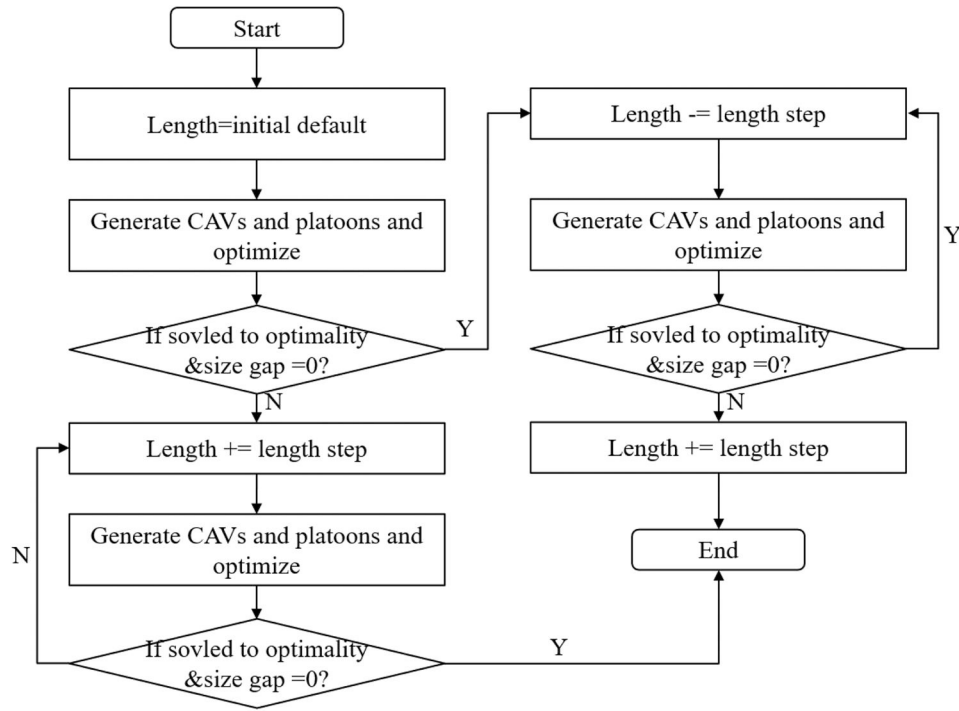 Start
Length=initial default
Generate CAVs and platoons and
optimize
If sovled to optimality
&size gap =0?
Y
N
Length += length step
Generate CAVs and platoons and
optimize
N
If sovled to optimality
&size gap =0?
Y
Length -= length step
Generate CAVs and platoons and
optimize
Y
If sovled to optimality
&size gap =0?
N
Length += length step
End